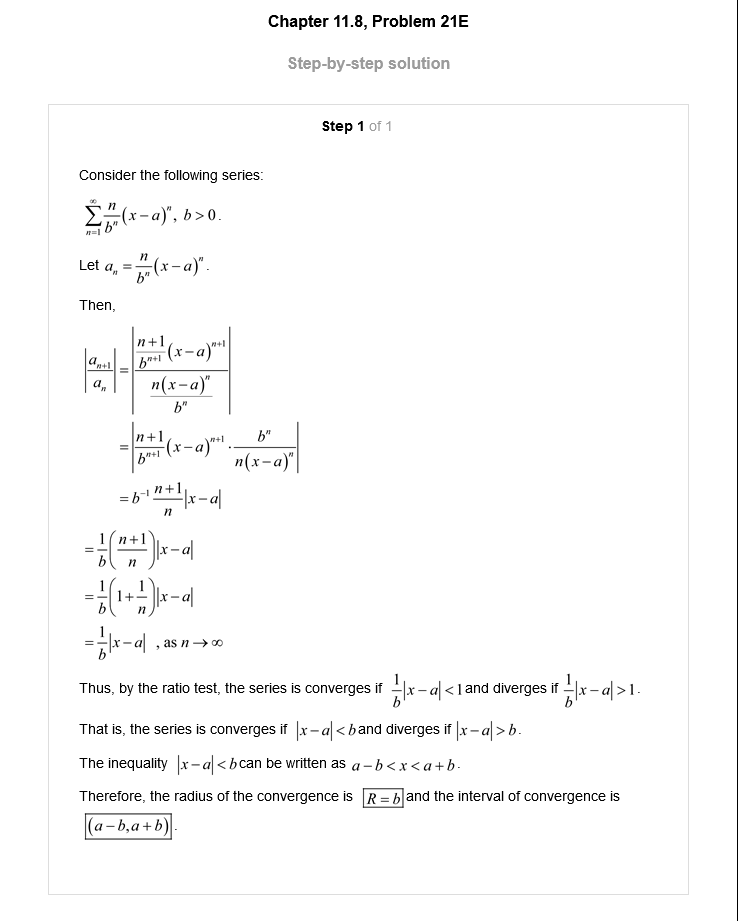 Chapter 11.8, Problem 21E
Step-by-step solution
Step 1 of 1
Consider the following series:
$\sum_{n=1}^{\infty} \frac{n}{b^n}(x-a)^n, b>0.$
Let $a_n = \frac{n}{b^n}(x-a)^n.$
Then,
$\left|\frac{a_{n+1}}{a_n}\right| = \left|\frac{\frac{n+1}{b^{n+1}}(x-a)^{n+1}}{\frac{n(x-a)^n}{b^n}}\right|$
$= \left|\frac{n+1}{b^{n+1}}(x-a)^{n+1} \cdot \frac{b^n}{n(x-a)^n}\right|$
$= b^{-1}\frac{n+1}{n}|x-a|$
$= \frac{1}{b}\left(\frac{n+1}{n}\right)|x-a|$
$= \frac{1}{b}\left(1+\frac{1}{n}\right)|x-a|$
$= \frac{1}{b}|x-a|$ , as $n \to \infty$
Thus, by the ratio test, the series is converges if $\frac{1}{b}|x-a|<1$ and diverges if $\frac{1}{b}|x-a|>1.$
That is, the series is converges if $|x-a|<b$ and diverges if $|x-a|>b.$
The inequality $|x-a|<b$ can be written as $a-b<x<a+b.$
Therefore, the radius of the convergence is $\boxed{R=b}$ and the interval of convergence is
$\boxed{(a-b,a+b)}.$